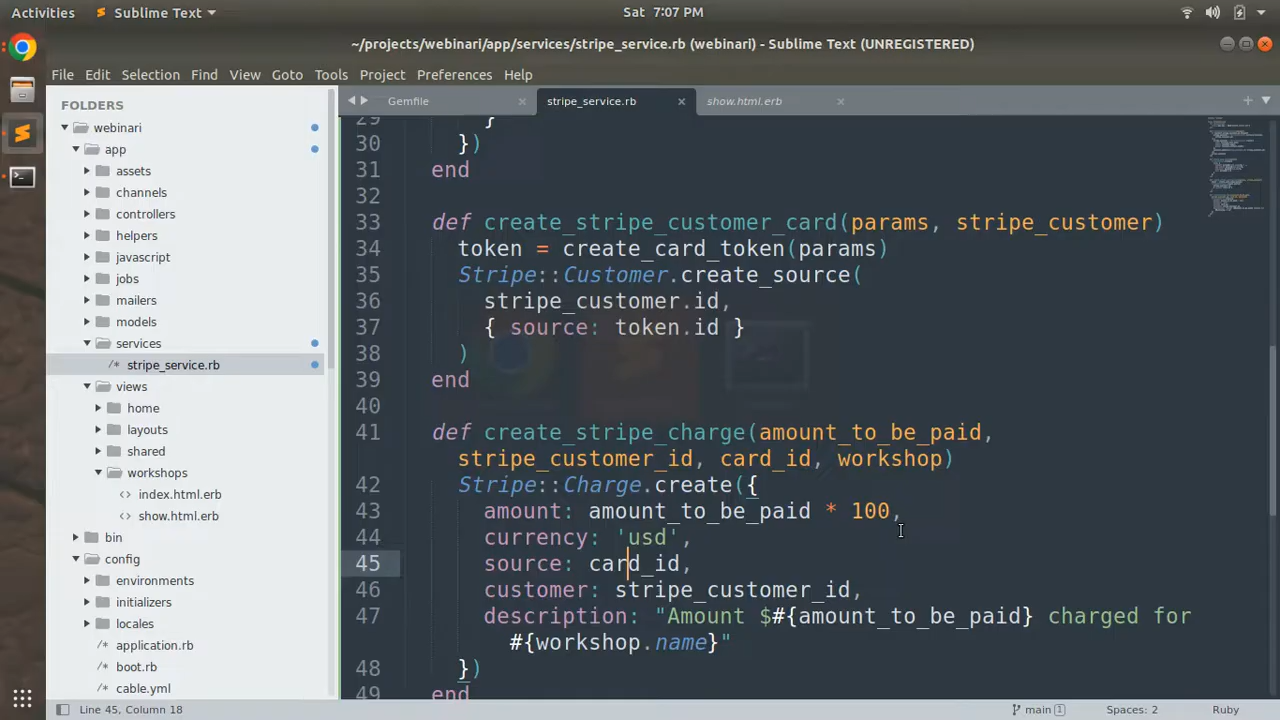 Activities
Sublime Text
Sat 7:07 PM
~/projects/webinari/app/services/stripe_service.rb (webinari) - Sublime Text (UNREGISTERED)
File Edit Selection Find View Goto Tools Project Preferences Help
FOLDERS
webinari
app
assets
channels
controllers
helpers
javascript
jobs
mailers
models
services
/* stripe_service.rb
views
home
layouts
shared
workshops
<> index.html.erb
<> show.html.erb
bin
config
environments
initializers
locales
application.rb
boot.rb
cable.yml
Gemfile
stripe_service.rb
show.html.erb
29 }
30 })
31 end
32
33 def create_stripe_customer_card(params, stripe_customer)
34 token = create_card_token(params)
35 Stripe::Customer.create_source(
36 stripe_customer.id,
37 { source: token.id }
38 )
39 end
40
41 def create_stripe_charge(amount_to_be_paid,
stripe_customer_id, card_id, workshop)
42 Stripe::Charge.create({
43 amount: amount_to_be_paid * 100,
44 currency: 'usd',
45 source: card_id,
46 customer: stripe_customer_id,
47 description: "Amount $#{amount_to_be_paid} charged for
#{workshop.name}"
48 })
49 end
Line 45, Column 18
main 1
Spaces: 2
Ruby